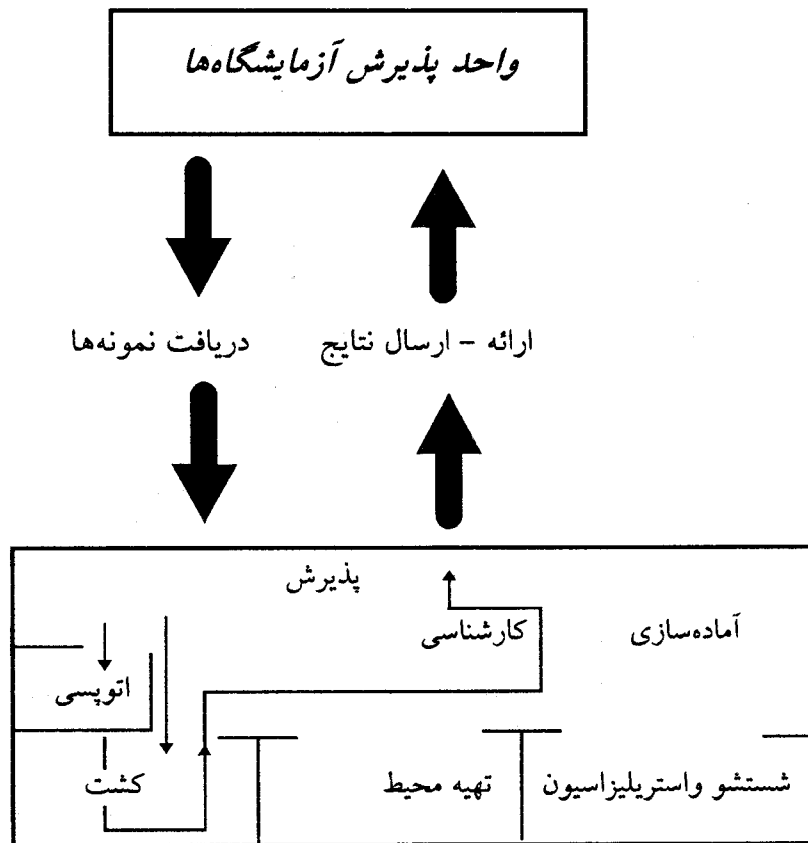 واحد پذیرش آزمایشگاه‌ها
ارائه – ارسال نتایج
دریافت نمونه‌ها
پذیرش
آماده‌سازی
کارشناسی
اتوپسی
شستشو واستریلیزاسیون
تهیه محیط
کشت